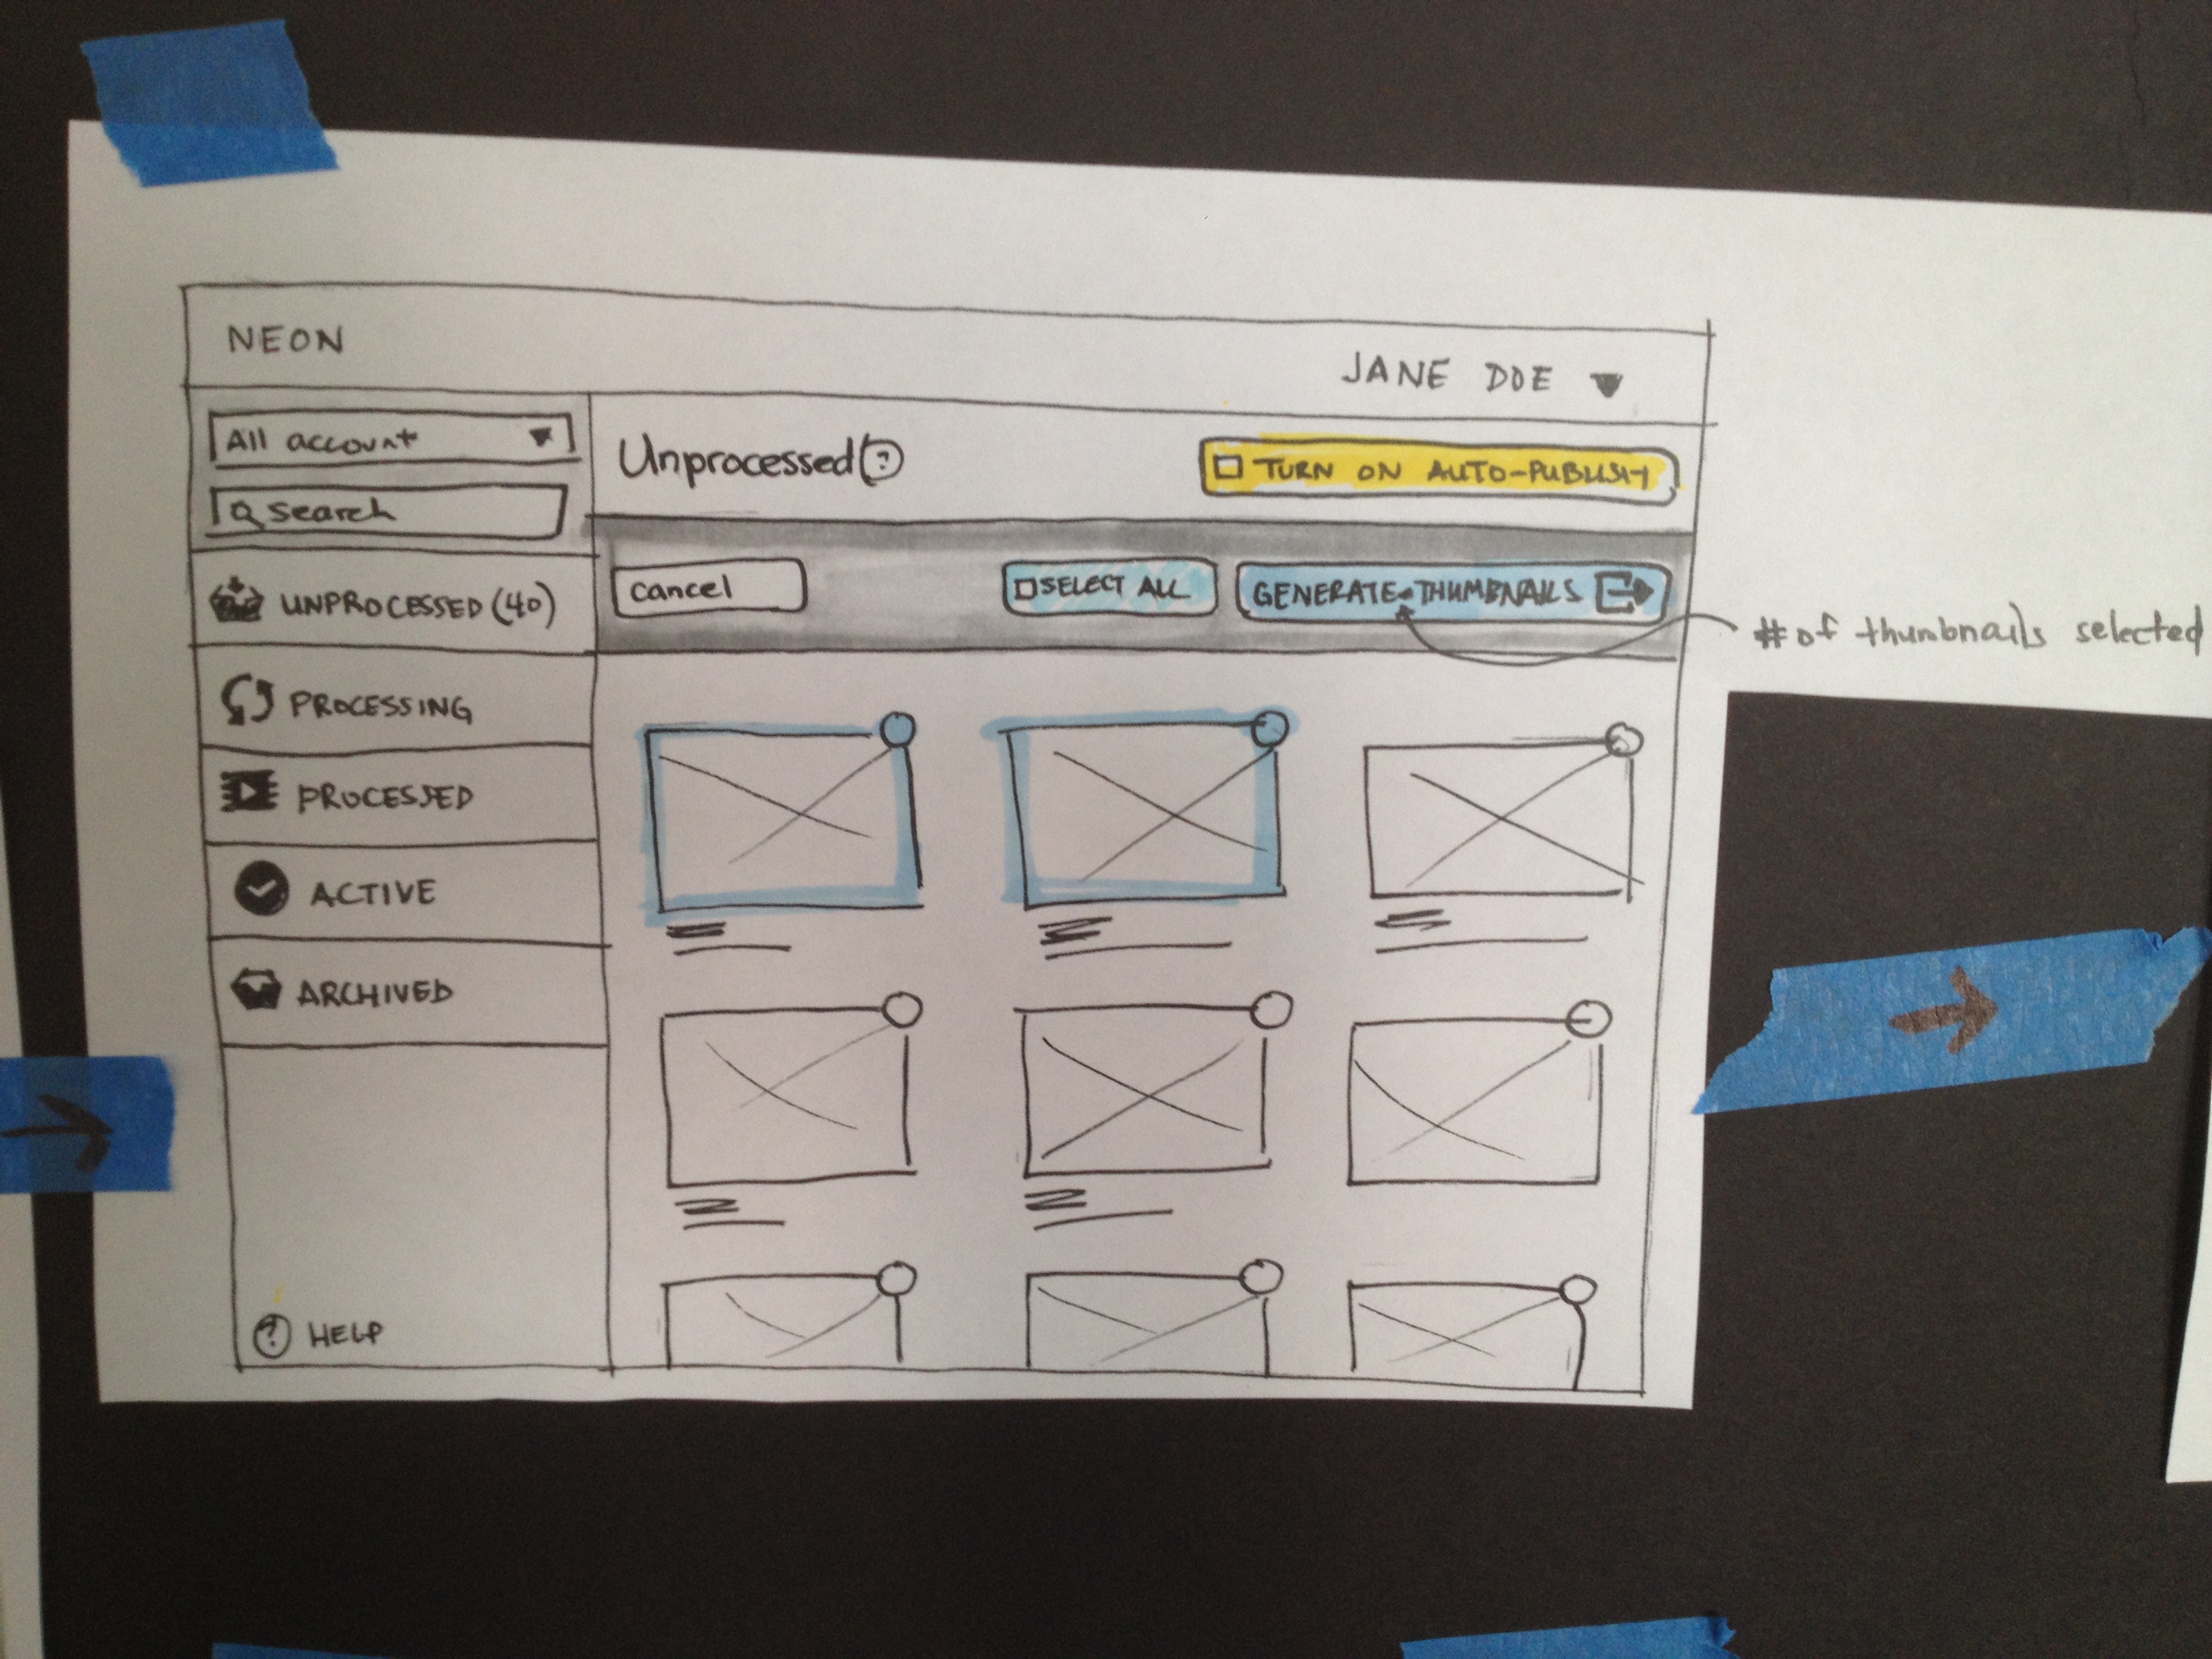 NEON
JANE DOE
All account
search
Unprocessed ?
TURN ON AUTO-PUBLISH
cancel
SELECT ALL
GENERATE THUMBNAILS
# of thumbnails selected
UNPROCESSED (40)
PROCESSING
PROCESSED
ACTIVE
ARCHIVED
? HELP